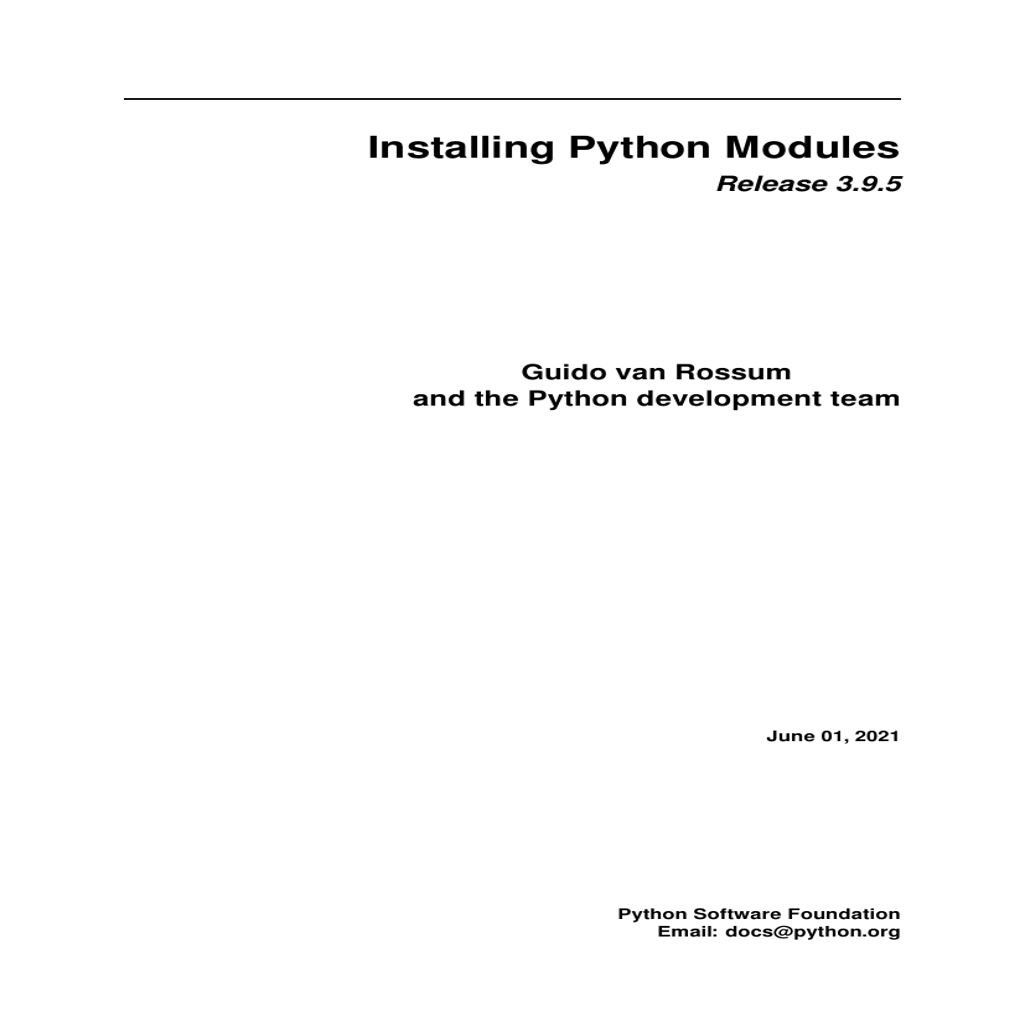 Installing Python Modules
Release 3.9.5
Guido van Rossum
and the Python development team
June 01, 2021
Python Software Foundation
Email: docs@python.org